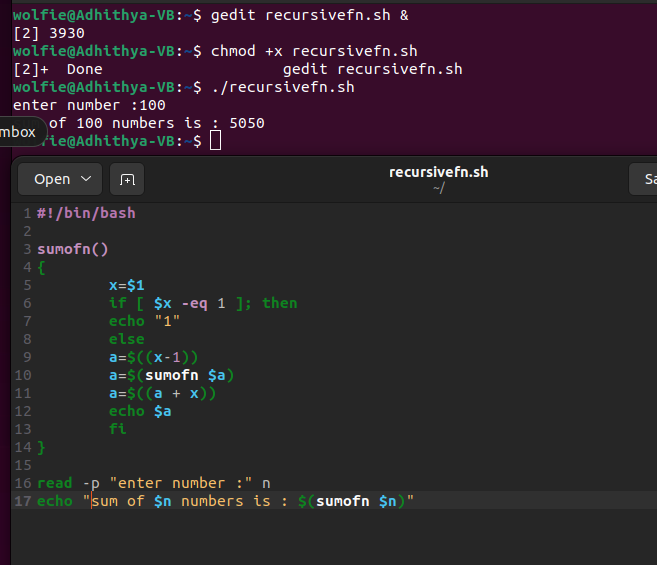 wolfie@Adhithya-VB:~$ gedit recursivefn.sh &
[2] 3930
wolfie@Adhithya-VB:~$ chmod +x recursivefn.sh
[2]+  Done                    gedit recursivefn.sh
wolfie@Adhithya-VB:~$ ./recursivefn.sh
enter number :100
of 100 numbers is : 5050
mbox
fie@Adhithya-VB:~$
Open
recursivefn.sh
~/
Sa
1 #!/bin/bash
2
3 sumofn()
4 {
5         x=$1
6         if [ $x -eq 1 ]; then
7         echo "1"
8         else
9         a=$((x-1))
10         a=$(sumofn $a)
11         a=$((a + x))
12         echo $a
13         fi
14 }
15
16 read -p "enter number :" n
17 echo "sum of $n numbers is : $(sumofn $n)"